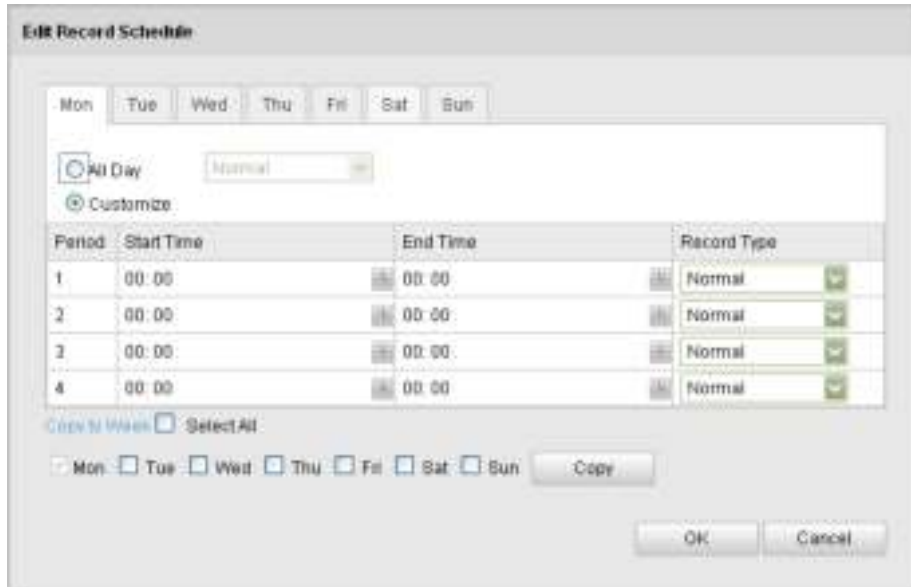 Edit Record Schedule
Mon Tue Wed Thu Fri Sat Sun
All Day Normal
Customize
Period Start Time End Time Record Type
1 00: 00 00: 00 Normal
2 00: 00 00: 00 Normal
3 00: 00 00: 00 Normal
4 00: 00 00: 00 Normal
Copy to Week Select All
Mon Tue Wed Thu Fri Sat Sun Copy
OK Cancel